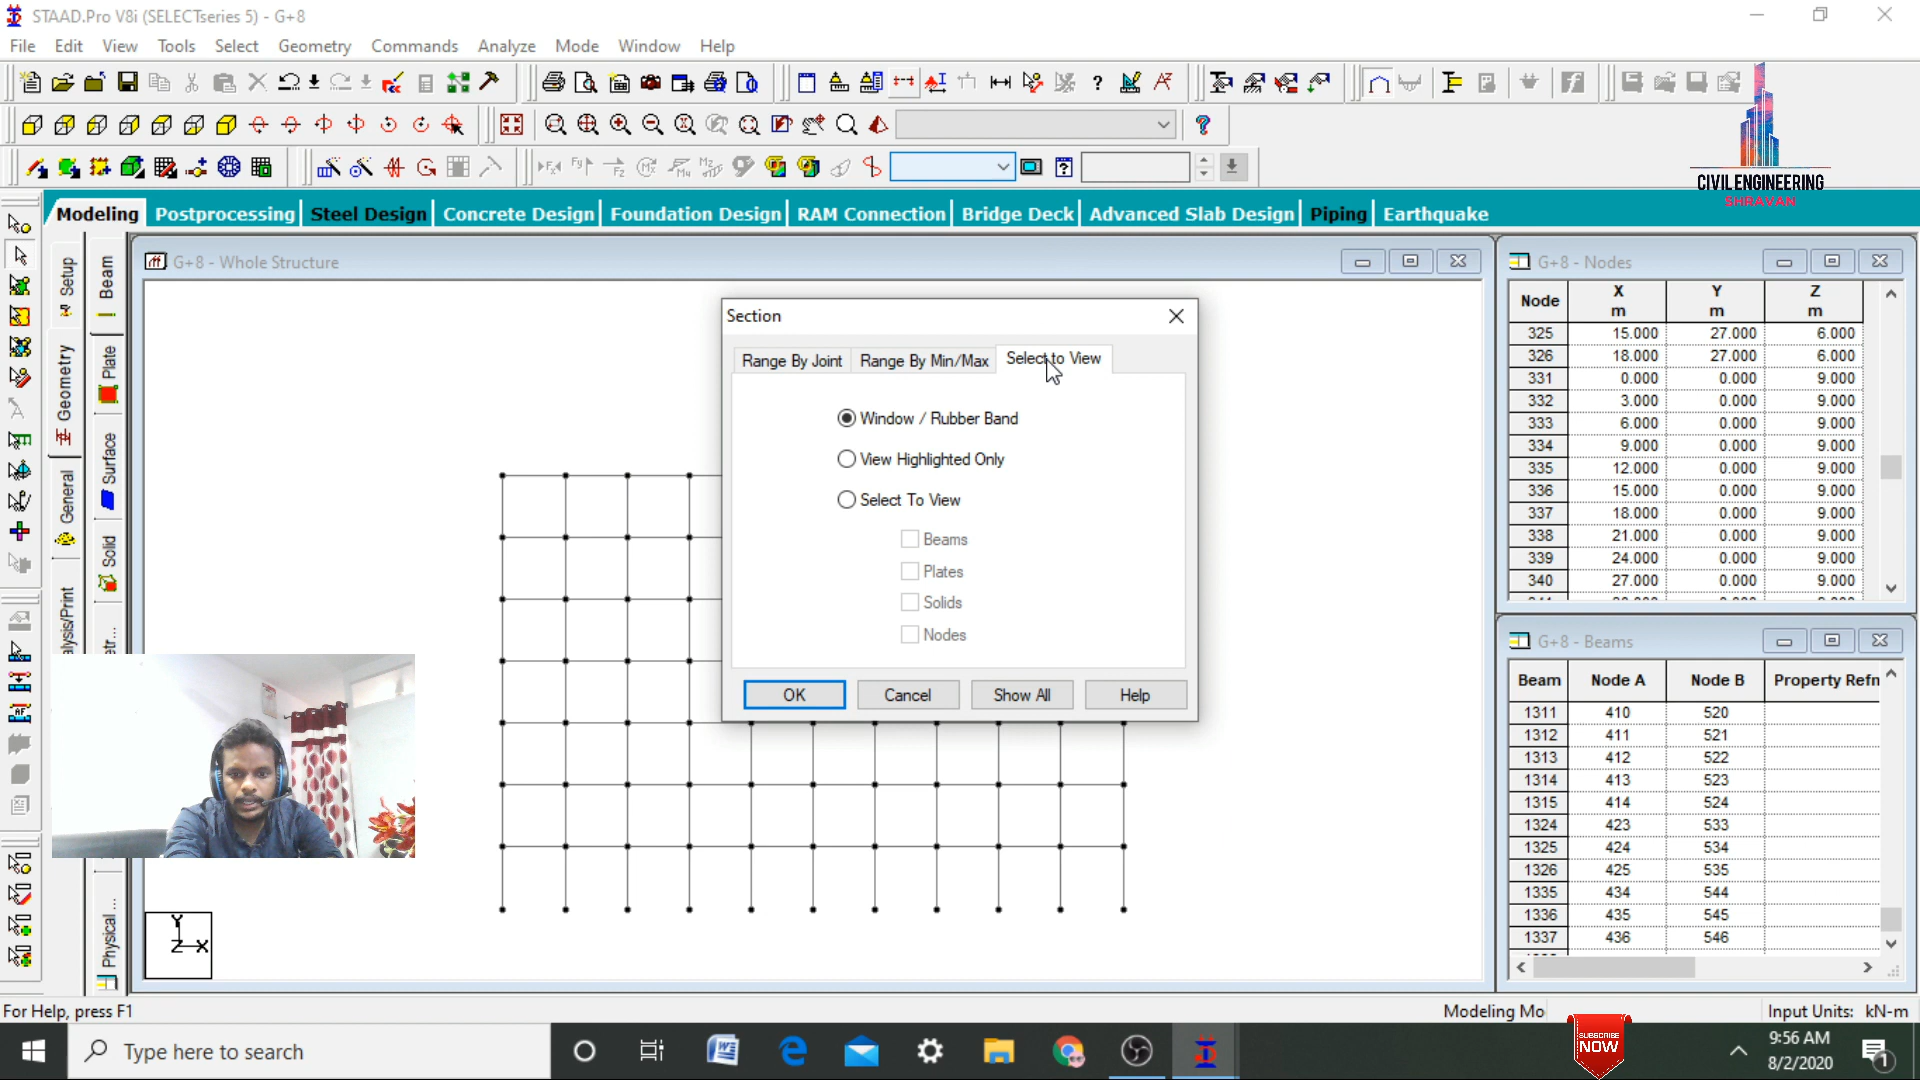 STAAD.Pro V8i (SELECTseries 5) - G+8
File Edit View Tools Select Geometry Commands Analyze Mode Window Help
CIVIL ENGINEERING
SHRAVAN
Modeling Postprocessing Steel Design Concrete Design Foundation Design RAM Connection Bridge Deck Advanced Slab Design Piping Earthquake
Setup
Geometry
General
Beam
Plate
Surface
Solid
Physical ...
G+8 - Whole Structure
Y
Z X
Section
Range By Joint Range By Min/Max Select to View
Window / Rubber Band
View Highlighted Only
Select To View
Beams
Plates
Solids
Nodes
OK Cancel Show All Help
G+8 - Nodes
Node X m Y m Z m
325 15.000 27.000 6.000
326 18.000 27.000 6.000
331 0.000 0.000 9.000
332 3.000 0.000 9.000
333 6.000 0.000 9.000
334 9.000 0.000 9.000
335 12.000 0.000 9.000
336 15.000 0.000 9.000
337 18.000 0.000 9.000
338 21.000 0.000 9.000
339 24.000 0.000 9.000
340 27.000 0.000 9.000
G+8 - Beams
Beam Node A Node B Property Refn
1311 410 520
1312 411 521
1313 412 522
1314 413 523
1315 414 524
1324 423 533
1325 424 534
1326 425 535
1335 434 544
1336 435 545
1337 436 546
For Help, press F1
Modeling Mo
Input Units: kN-m
Type here to search
SUBSCRIBE
NOW
9:56 AM
8/2/2020
1